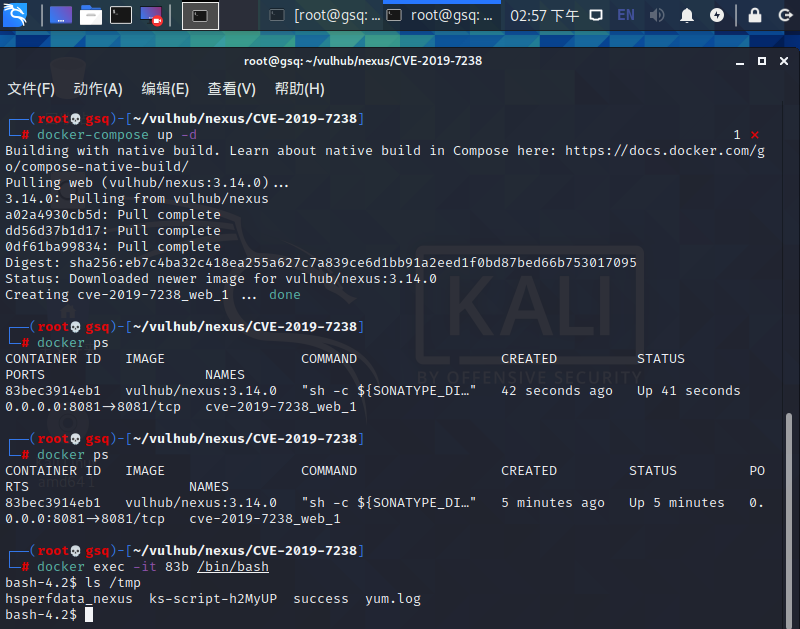 [root@gsq: ... root@gsq: ... 02:57 下午 EN
root@gsq: ~/vulhub/nexus/CVE-2019-7238
文件(F) 动作(A) 编辑(E) 查看(V) 帮助(H)
┌──(root💀gsq)-[~/vulhub/nexus/CVE-2019-7238]
└─# docker-compose up -d 1 ⨯
Building with native build. Learn about native build in Compose here: https://docs.docker.com/g
o/compose-native-build/
Pulling web (vulhub/nexus:3.14.0)...
3.14.0: Pulling from vulhub/nexus
a02a4930cb5d: Pull complete
dd56d37b1d17: Pull complete
0df61ba99834: Pull complete
Digest: sha256:eb7c4ba32c418ea255a627c7a839ce6d1bb91a2eed1f0bd87bed66b753017095
Status: Downloaded newer image for vulhub/nexus:3.14.0
Creating cve-2019-7238_web_1 ... done
┌──(root💀gsq)-[~/vulhub/nexus/CVE-2019-7238]
└─# docker ps
CONTAINER ID IMAGE COMMAND CREATED STATUS
PORTS NAMES
83bec3914eb1 vulhub/nexus:3.14.0 "sh -c ${SONATYPE_DI…" 42 seconds ago Up 41 seconds
0.0.0.0:8081->8081/tcp cve-2019-7238_web_1
┌──(root💀gsq)-[~/vulhub/nexus/CVE-2019-7238]
└─# docker ps
CONTAINER ID IMAGE COMMAND CREATED STATUS PO
RTS NAMES
83bec3914eb1 vulhub/nexus:3.14.0 "sh -c ${SONATYPE_DI…" 5 minutes ago Up 5 minutes 0.
0.0.0:8081->8081/tcp cve-2019-7238_web_1
┌──(root💀gsq)-[~/vulhub/nexus/CVE-2019-7238]
└─# docker exec -it 83b /bin/bash
bash-4.2$ ls /tmp
hsperfdata_nexus ks-script-h2MyUP success yum.log
bash-4.2$
KALI
BY OFFENSIVE SECURITY